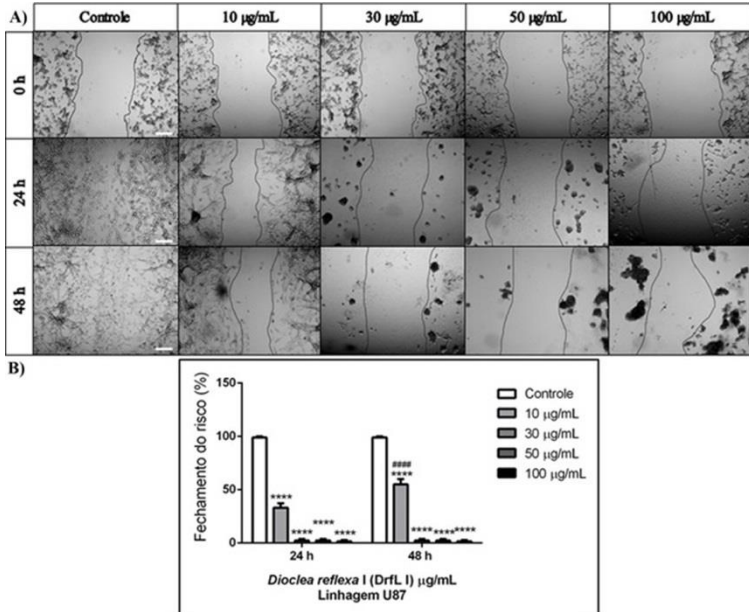 A)
Controle
10 µg/mL
30 µg/mL
50 µg/mL
100 µg/mL
0 h
24 h
48 h
B)
Fechamento do risco (%)
150
100
50
0
**** **** **** ****
#### **** **** **** ****
24 h
48 h
Controle
10 µg/mL
30 µg/mL
50 µg/mL
100 µg/mL
Dioclea reflexa I (DrfL I) µg/mL
Linhagem U87